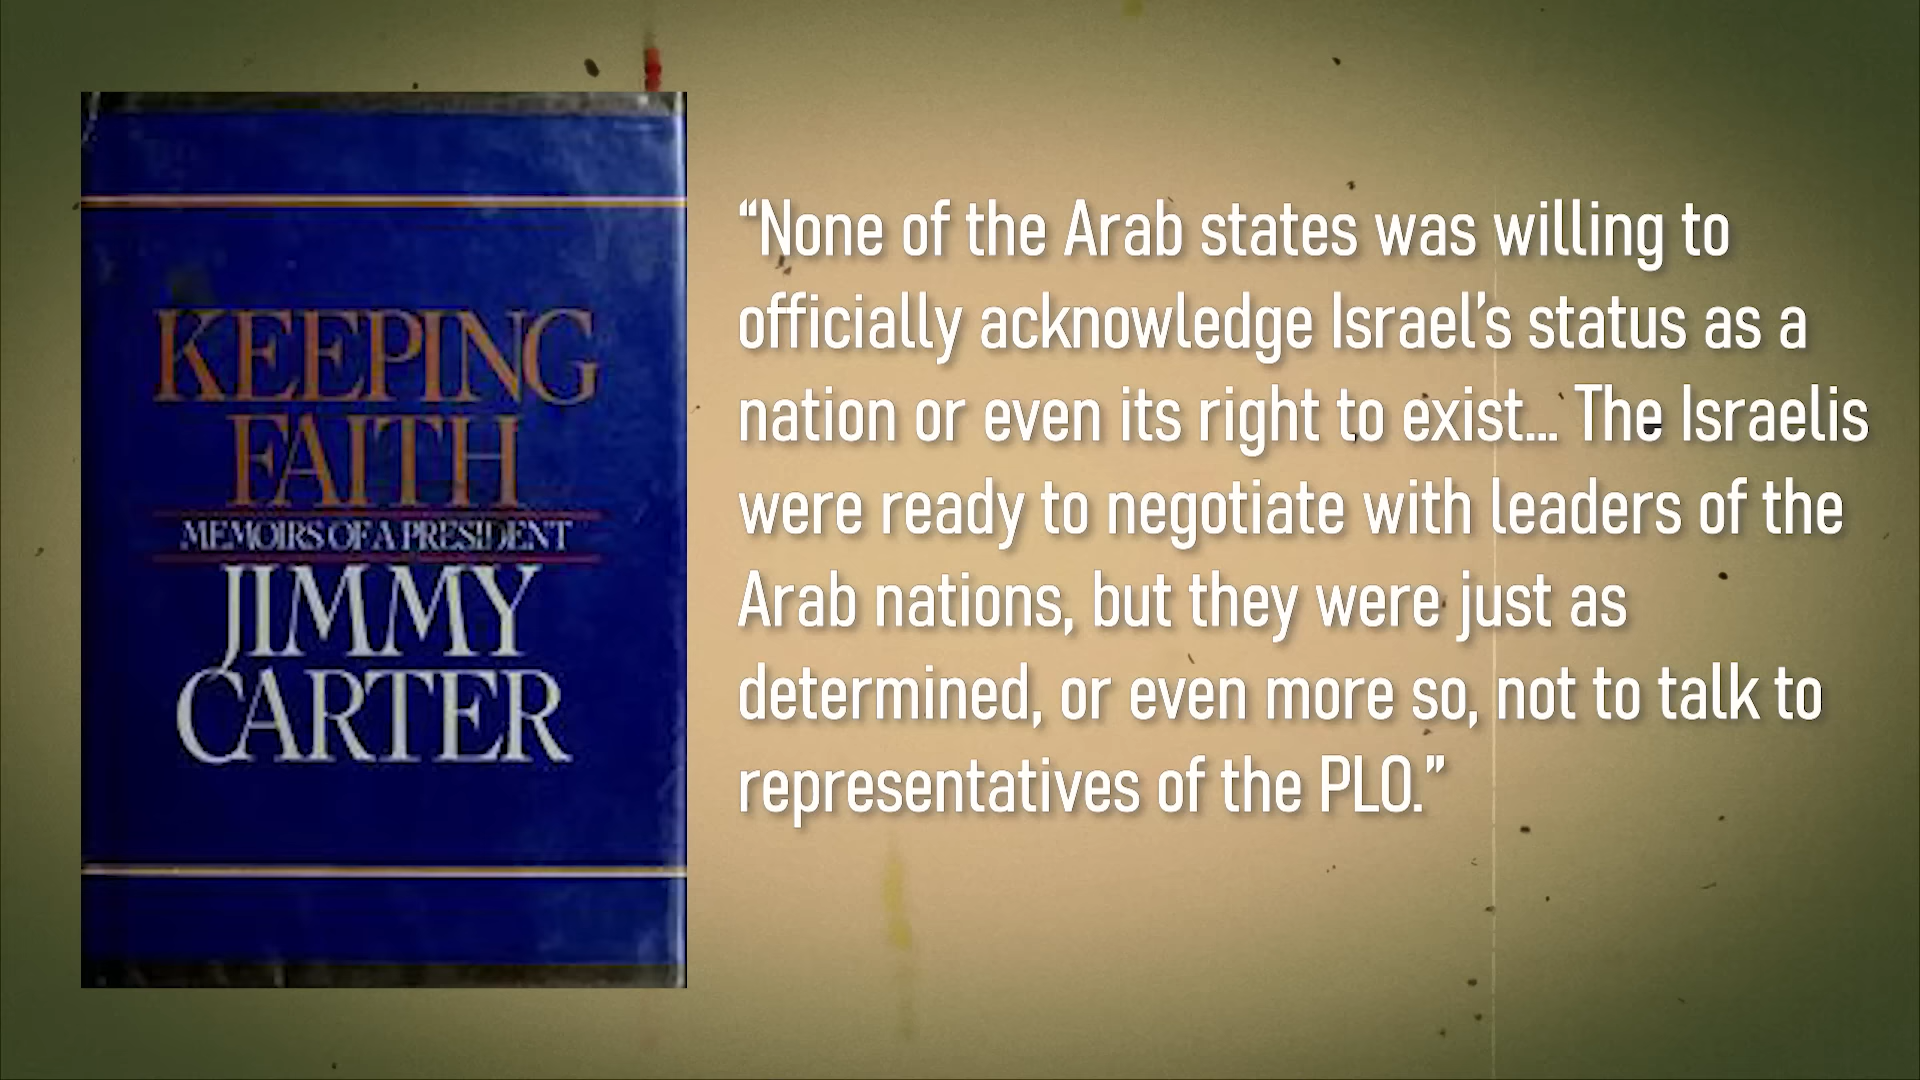 KEEPING
FAITH
MEMOIRS OF A PRESIDENT
JIMMY
CARTER
“None of the Arab states was willing to
officially acknowledge Israel’s status as a
nation or even its right to exist... The Israelis
were ready to negotiate with leaders of the
Arab nations, but they were just as
determined, or even more so, not to talk to
representatives of the PLO.”